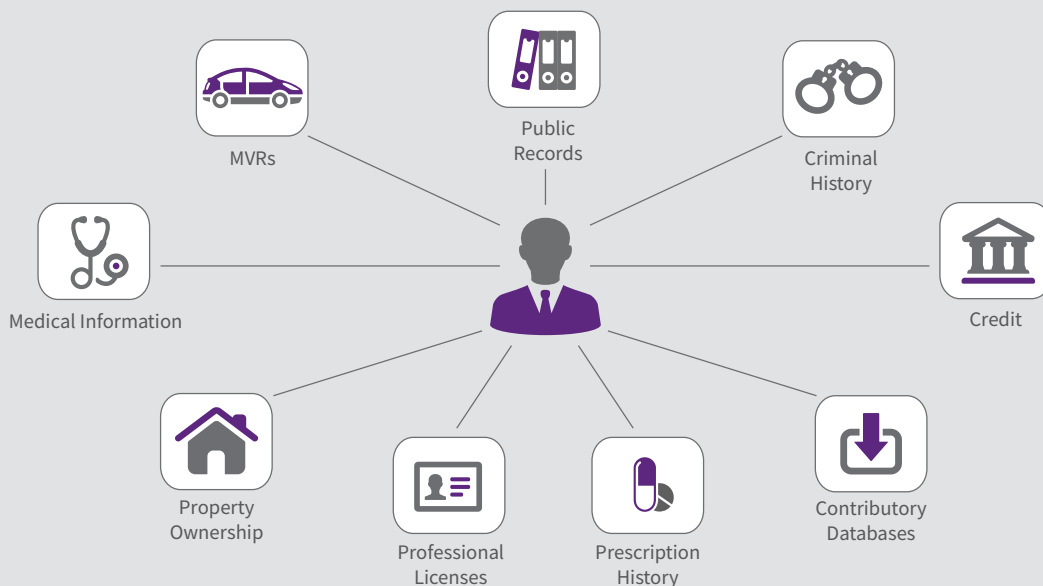 Public
Records
MVRs
Criminal
History
Medical Information
Credit
Property
Ownership
Professional
Licenses
Prescription
History
Contributory
Databases